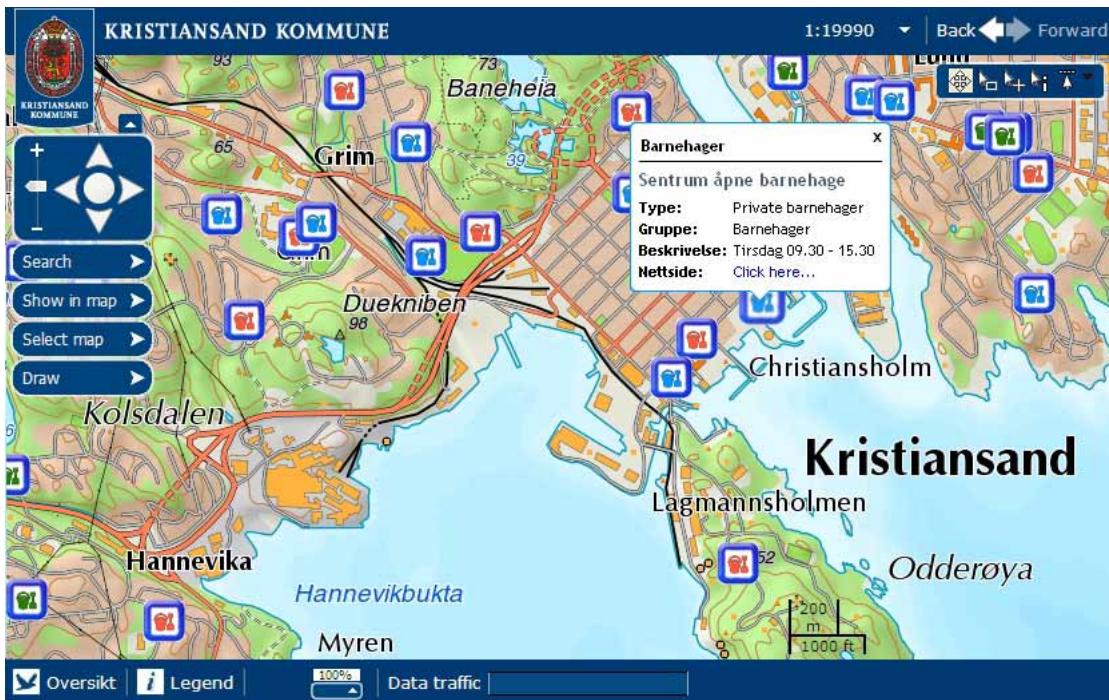 KRISTIANSAND KOMMUNE
1:19990
Back
Forward
KRISTIANSAND
KOMMUNE
93
73
Baneheia
Lund
65
Grim
39
Barnehager
x
Sentrum åpne barnehage
Type: Private barnehager
Gruppe: Barnehager
Beskrivelse: Tirsdag 09.30 - 15.30
Nettside: Click here...
+
-
Search
Show in map
Select map
Draw
Grim
Duekniben
98
Christiansholm
Kolsdalen
Kristiansand
Lagmannsholmen
Hannevika
52
Odderøya
Hannevikbukta
200
m
1000 ft
Myren
Oversikt
i Legend
100%
Data traffic